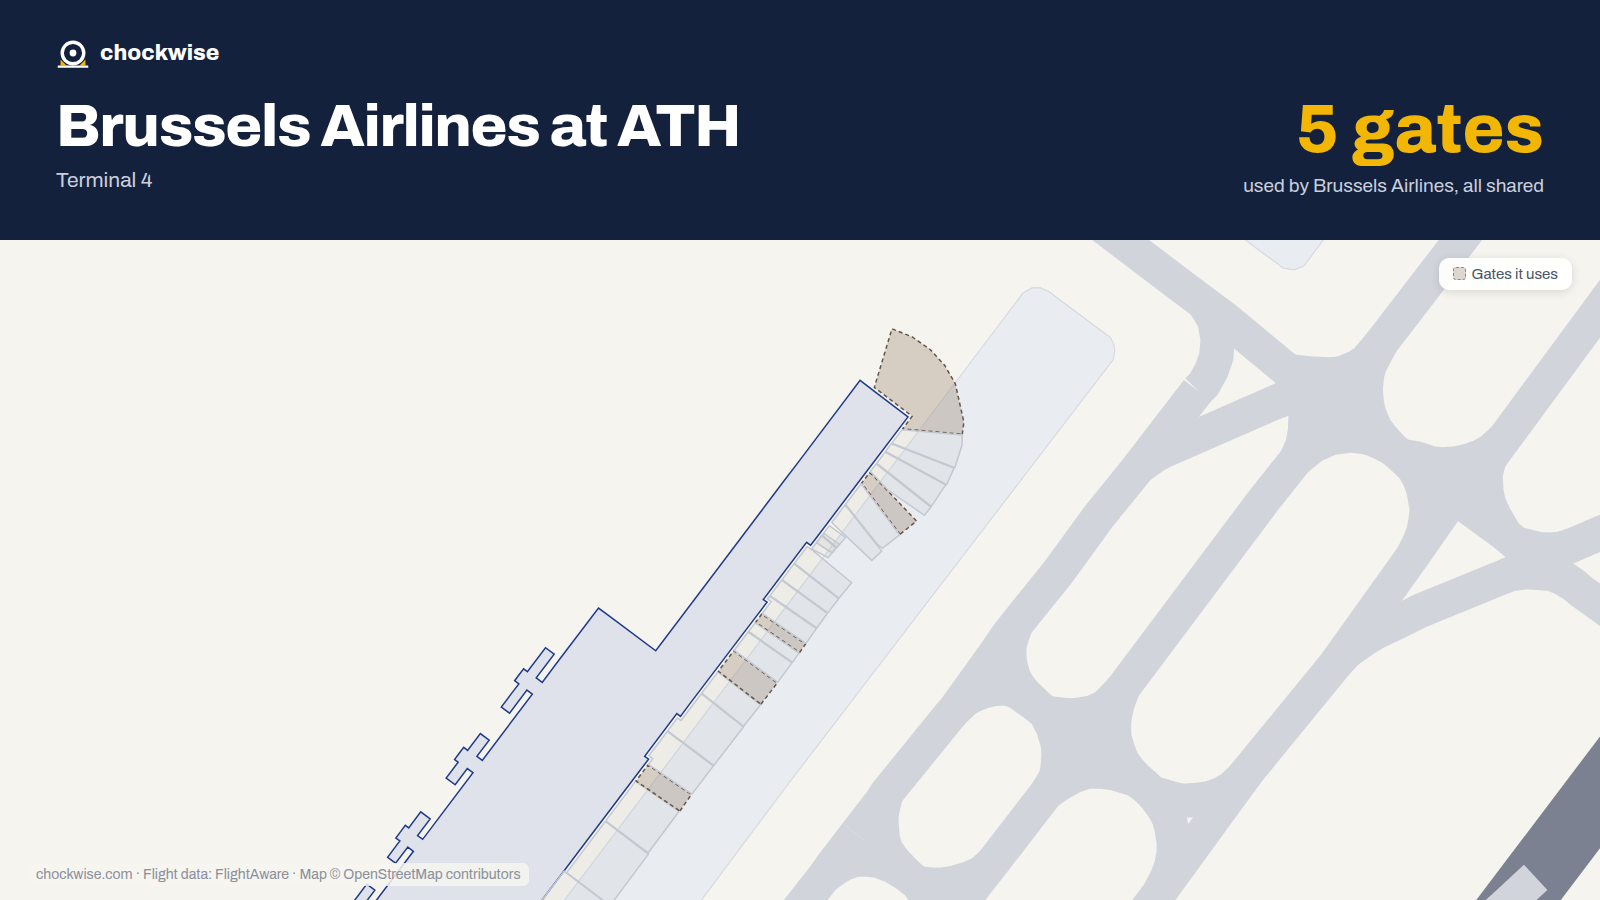 chockwise
Brussels Airlines at ATH
Terminal 4
5 gates
used by Brussels Airlines, all shared
Gates it uses
chockwise.com · Flight data: FlightAware · Map © OpenStreetMap contributors